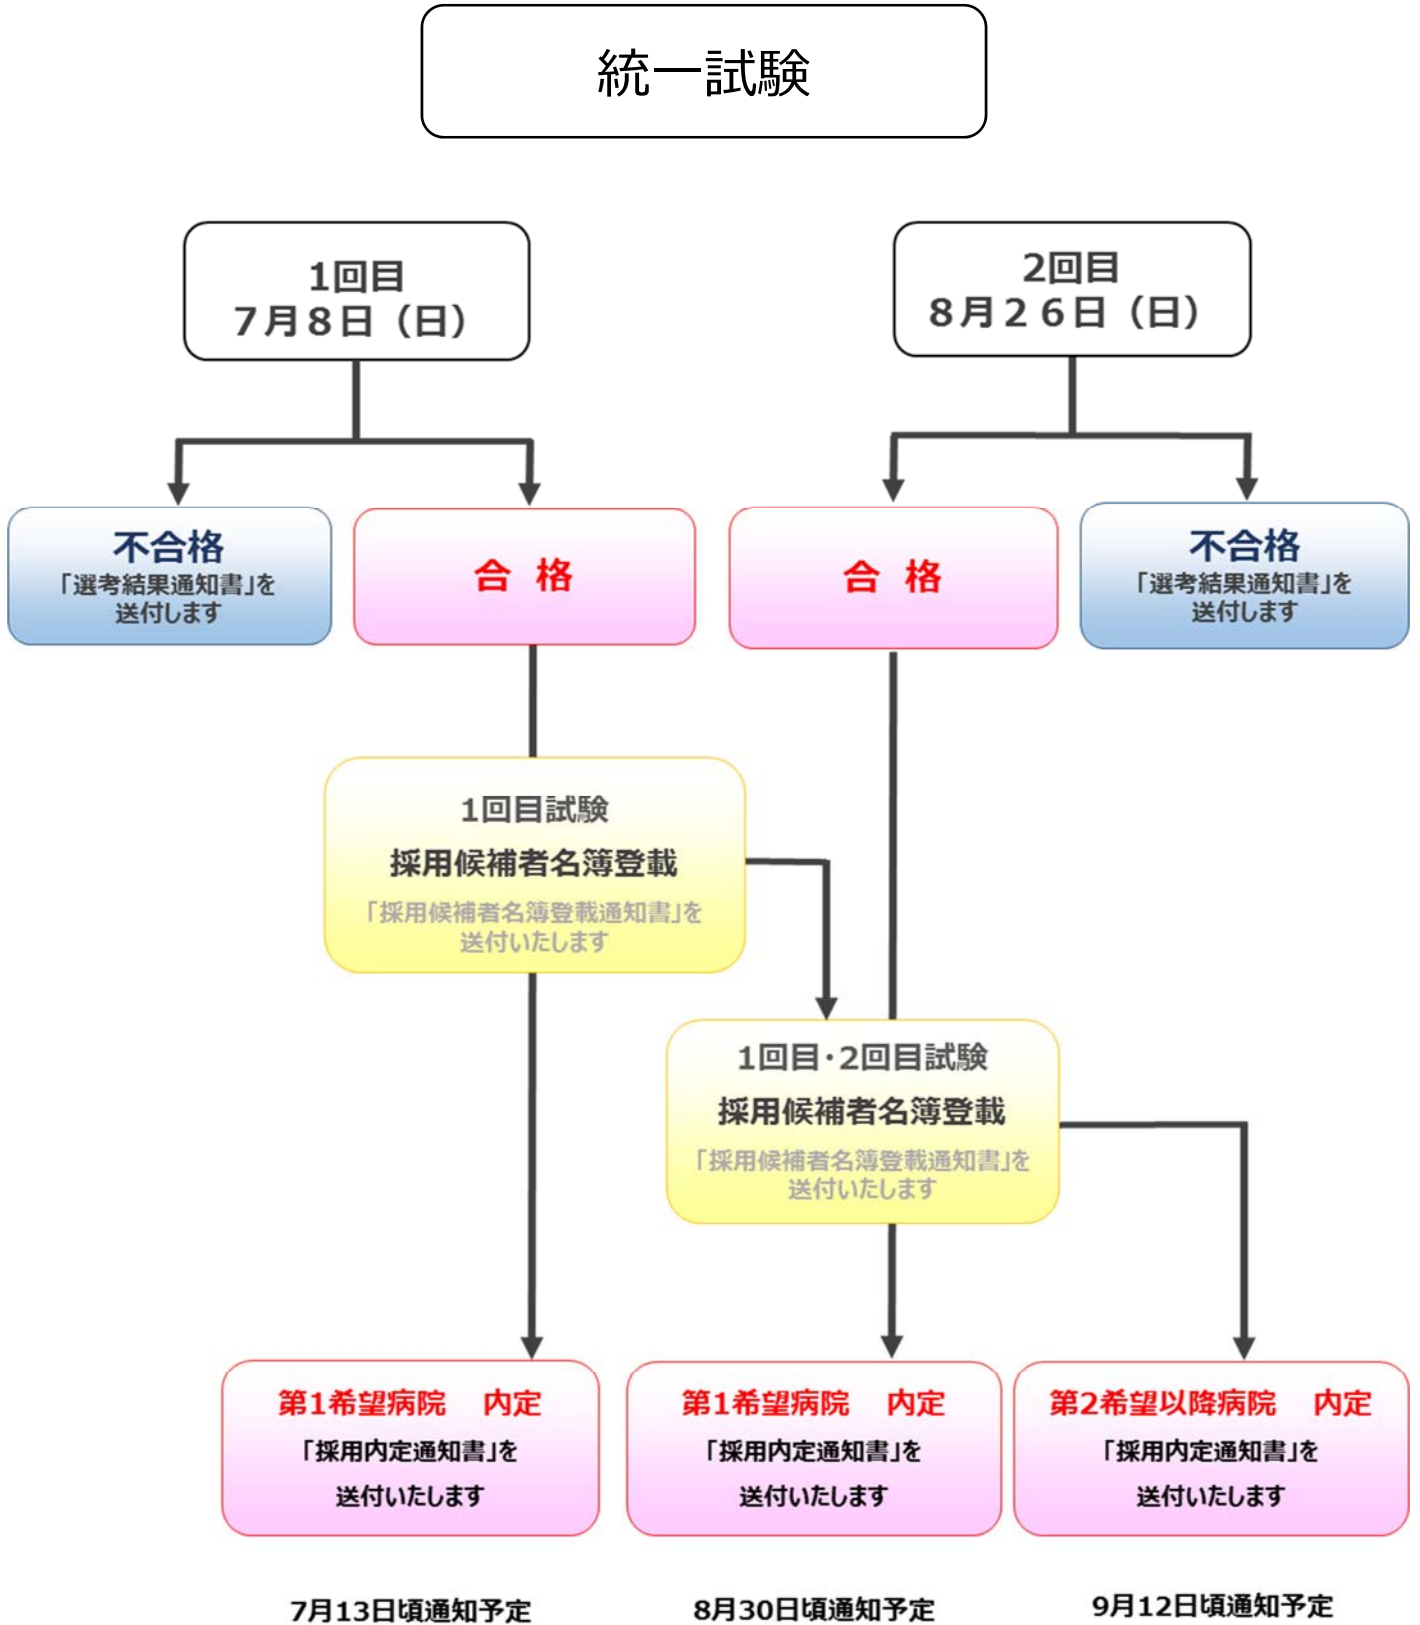 統一試験
1回目
７月８日（日）
2回目
８月２６日（日）
不合格
「選考結果通知書」を
送付します
合 格
合 格
不合格
「選考結果通知書」を
送付します
1回目試験
採用候補者名簿登載
「採用候補者名簿登載通知書」を
送付いたします
1回目・2回目試験
採用候補者名簿登載
「採用候補者名簿登載通知書」を
送付いたします
第1希望病院　内定
「採用内定通知書」を
送付いたします
第1希望病院　内定
「採用内定通知書」を
送付いたします
第2希望以降病院　内定
「採用内定通知書」を
送付いたします
7月13日頃通知予定
8月30日頃通知予定
9月12日頃通知予定